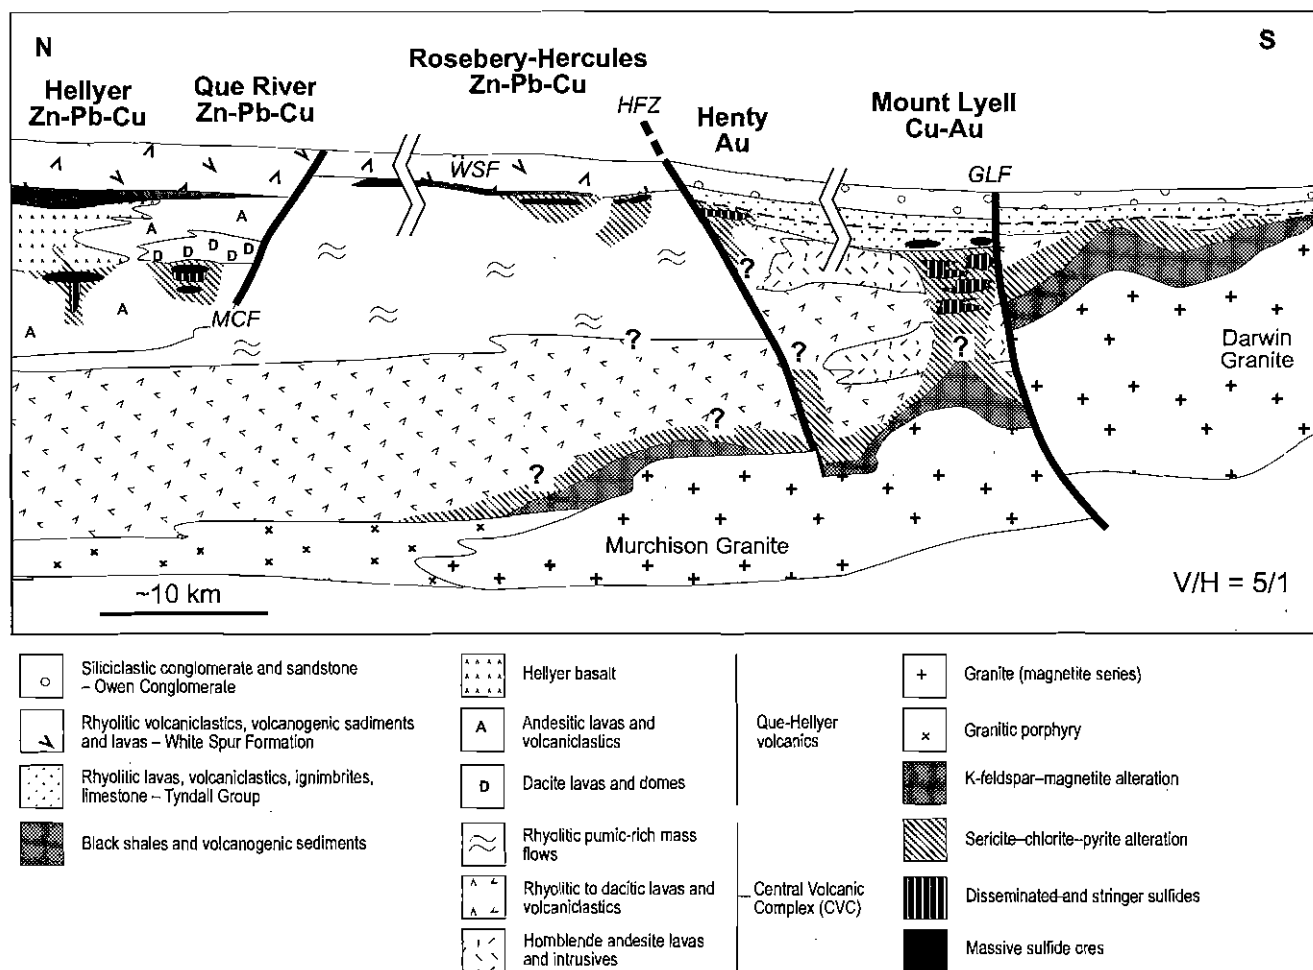 N
S
Hellyer
Zn-Pb-Cu
Que River
Zn-Pb-Cu
Rosebery-Hercules
Zn-Pb-Cu
HFZ
Henty
Au
Mount Lyell
Cu-Au
WSF
GLF
MCF
A
A
A
A
D
D
D
D
D
D
?
?
?
?
?
?
Darwin
Granite
Murchison Granite
~10 km
V/H = 5/1
Siliciclastic conglomerate and sandstone
– Owen Conglomerate
Rhyolitic volcaniclastics, volcanogenic sadiments
and lavas – White Spur Formation
Rhyolitic lavas, volcaniclastics, ignimbrites,
limestone – Tyndall Group
Black shales and volcanogenic sediments
Hellyer basalt
A
Andesitic lavas and
volcaniclastics
D
Dacite lavas and domes
Que-Hellyer
volcanics
Rhyolitic pumic-rich mass
flows
Rhyolitic to dacitic lavas and
volcaniclastics
Homblende andesite lavas
and intrusives
Central Volcanic
Complex (CVC)
Granite (magnetite series)
Granitic porphyry
K-feldspar–magnetite alteration
Sericite–chlorite–pyrite alteration
Disseminated and stringer sulfides
Massive sulfide cres